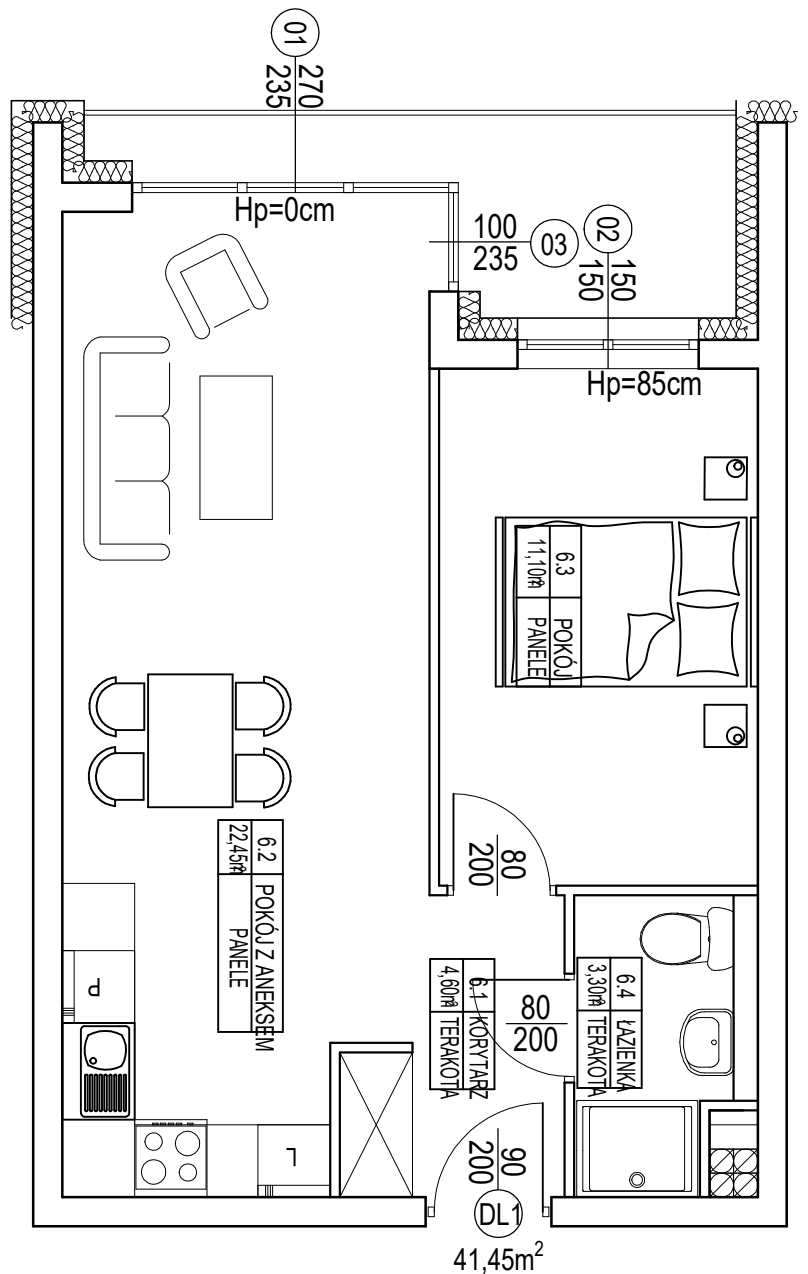 01
270
235
Hp=0cm
100
235
03
02
150
150
Hp=85cm
6.3 POKÓJ
11,10m² PANELE
80
200
6.2 POKÓJ Z ANEKSEM
22,45m² PANELE
P
6.1 KORYTARZ
4,60m² TERAKOTA
80
200
6.4 ŁAZIENKA
3,30m² TERAKOTA
L
90
200
DL1
41,45m²